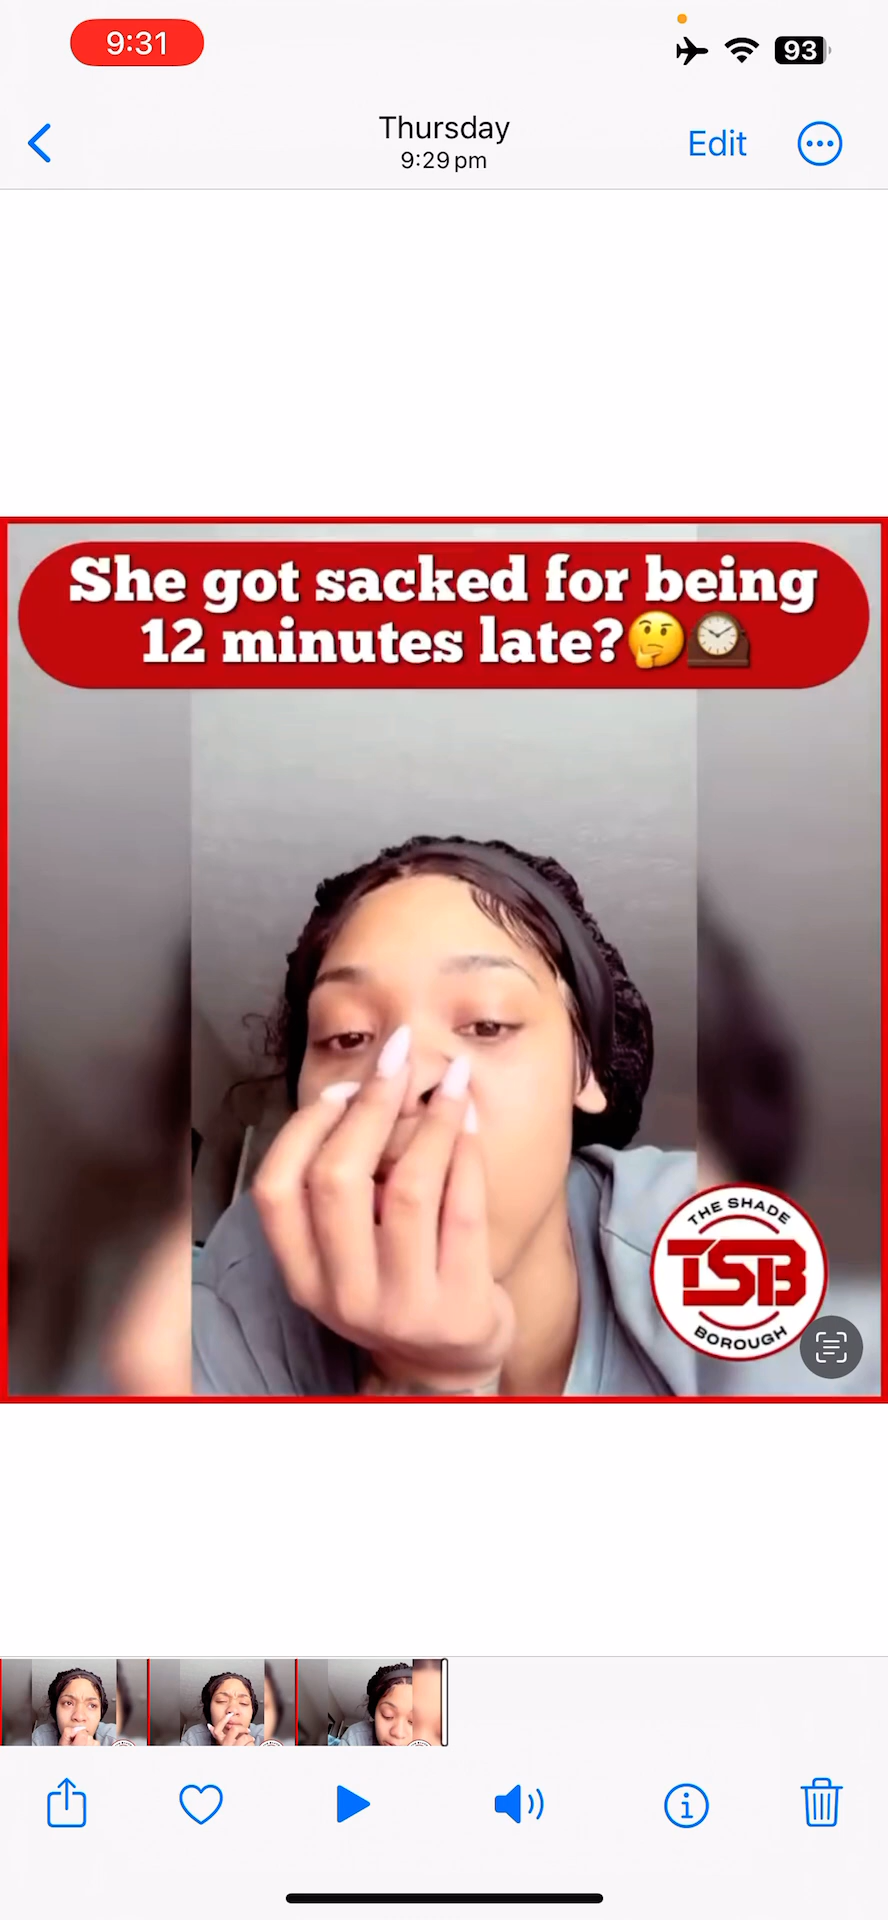 9:31
93
Thursday
9:29 pm
Edit
She got sacked for being
12 minutes late?🤔🕰️
THE SHADE
TSB
BOROUGH